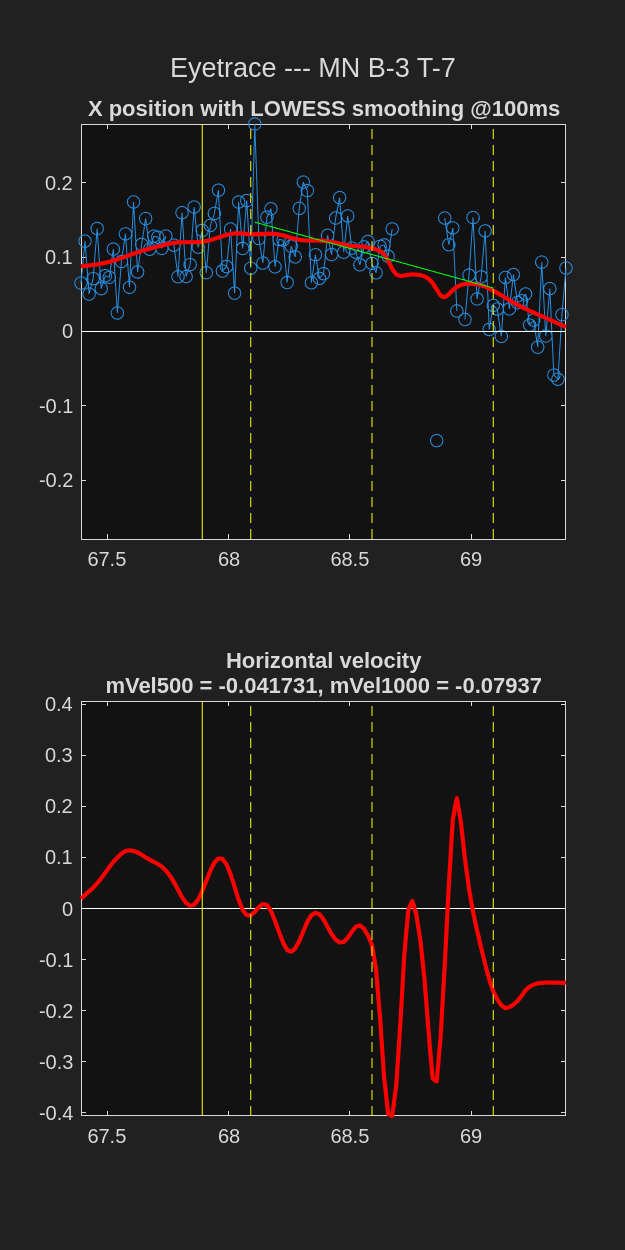 Eyetrace --- MN B-3 T-7
X position with LOWESS smoothing @100ms
0.2
0.1
0
-0.1
-0.2
67.5 68 68.5 69
Horizontal velocity
mVel500 = -0.041731, mVel1000 = -0.07937
0.4
0.3
0.2
0.1
0
-0.1
-0.2
-0.3
-0.4
67.5 68 68.5 69